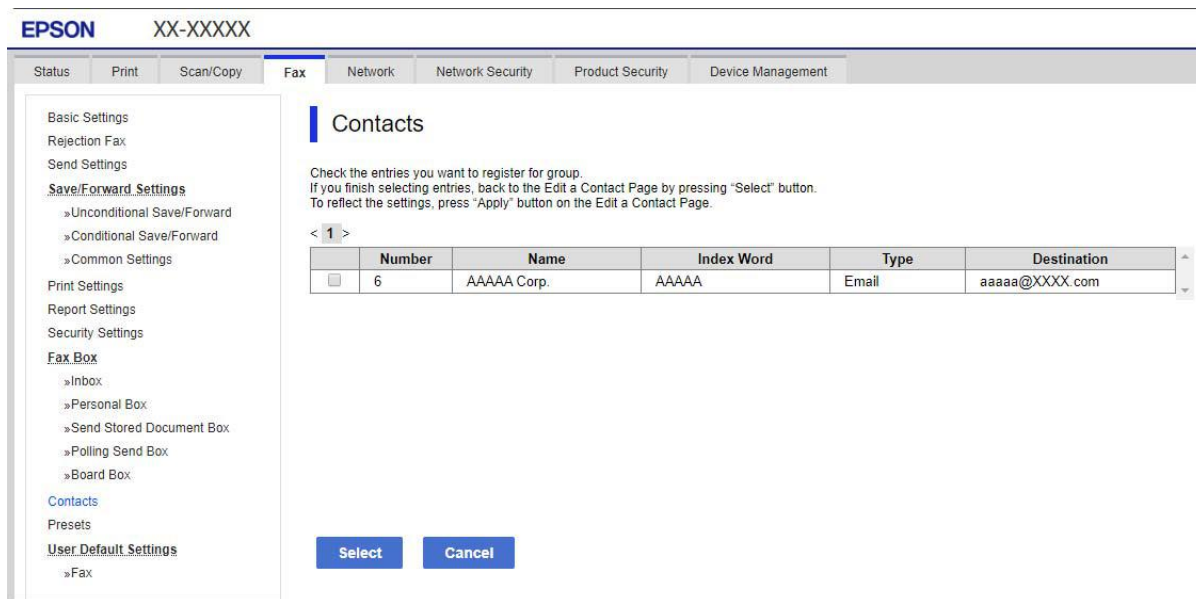 EPSON XX-XXXXX
Status Print Scan/Copy Fax Network Network Security Product Security Device Management
Basic Settings
Rejection Fax
Send Settings
Save/Forward Settings
»Unconditional Save/Forward
»Conditional Save/Forward
»Common Settings
Print Settings
Report Settings
Security Settings
Fax Box
»Inbox
»Personal Box
»Send Stored Document Box
»Polling Send Box
»Board Box
Contacts
Presets
User Default Settings
»Fax
Contacts
Check the entries you want to register for group.
If you finish selecting entries, back to the Edit a Contact Page by pressing “Select” button.
To reflect the settings, press “Apply” button on the Edit a Contact Page.
< 1 >
Number Name Index Word Type Destination
6 AAAAA Corp. AAAAA Email aaaaa@XXXX.com
Select Cancel